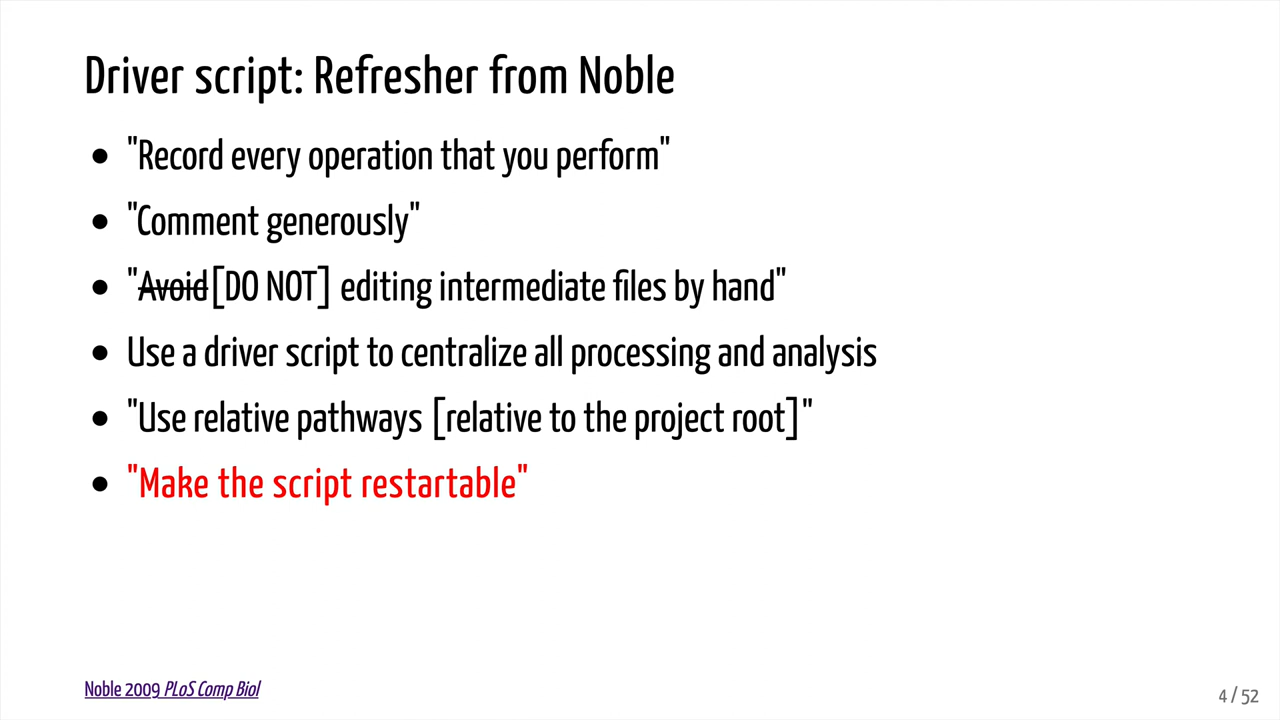 Driver script: Refresher from Noble
• "Record every operation that you perform"
• "Comment generously"
• "Avoid[DO NOT] editing intermediate files by hand"
• Use a driver script to centralize all processing and analysis
• "Use relative pathways [relative to the project root]"
• "Make the script restartable"
Noble 2009 PLoS Comp Biol
4 / 52